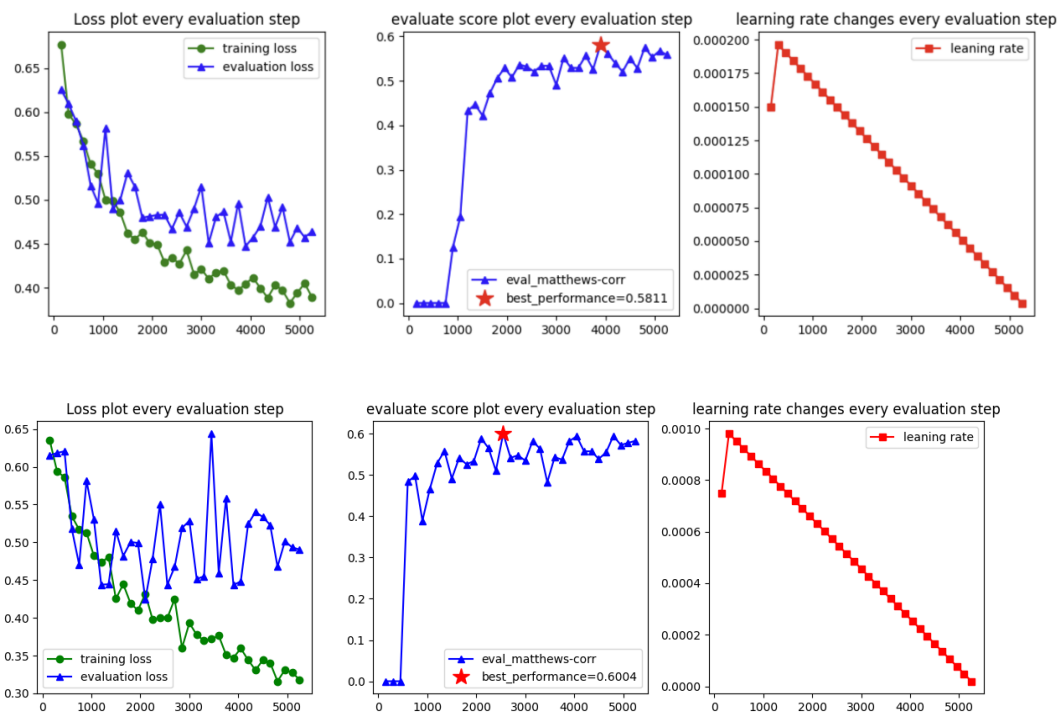 Loss plot every evaluation step
evaluate score plot every evaluation step
learning rate changes every evaluation step
training loss
evaluation loss
0.65
0.60
0.55
0.50
0.45
0.40
0 1000 2000 3000 4000 5000
0.6
0.5
0.4
0.3
0.2
0.1
0.0
eval_matthews-corr
best_performance=0.5811
0 1000 2000 3000 4000 5000
leaning rate
0.000200
0.000175
0.000150
0.000125
0.000100
0.000075
0.000050
0.000025
0.000000
0 1000 2000 3000 4000 5000
Loss plot every evaluation step
evaluate score plot every evaluation step
learning rate changes every evaluation step
0.65
0.60
0.55
0.50
0.45
0.40
0.35
0.30
training loss
evaluation loss
0 1000 2000 3000 4000 5000
0.6
0.5
0.4
0.3
0.2
0.1
0.0
eval_matthews-corr
best_performance=0.6004
0 1000 2000 3000 4000 5000
leaning rate
0.0010
0.0008
0.0006
0.0004
0.0002
0.0000
0 1000 2000 3000 4000 5000